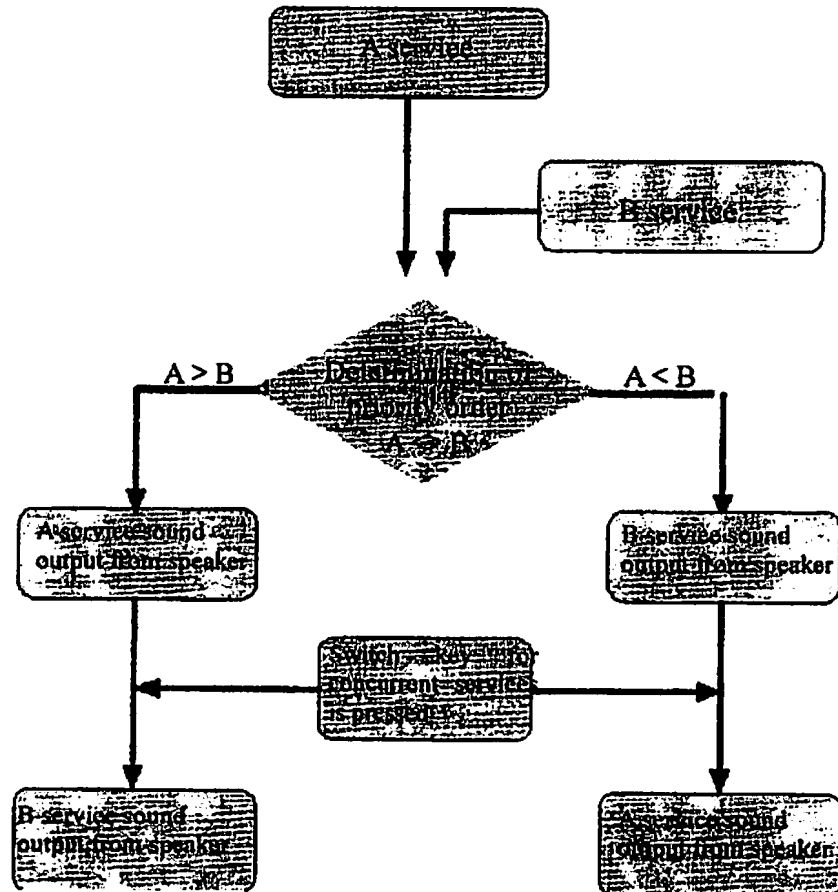 A service
B service
A > B
A < B
Determination of
priority order
A B
A service sound
output from speaker
B service sound
output from speaker
Switch key for
concurrent services
is pressed
B service sound
output from speaker
A service sound
output from speaker